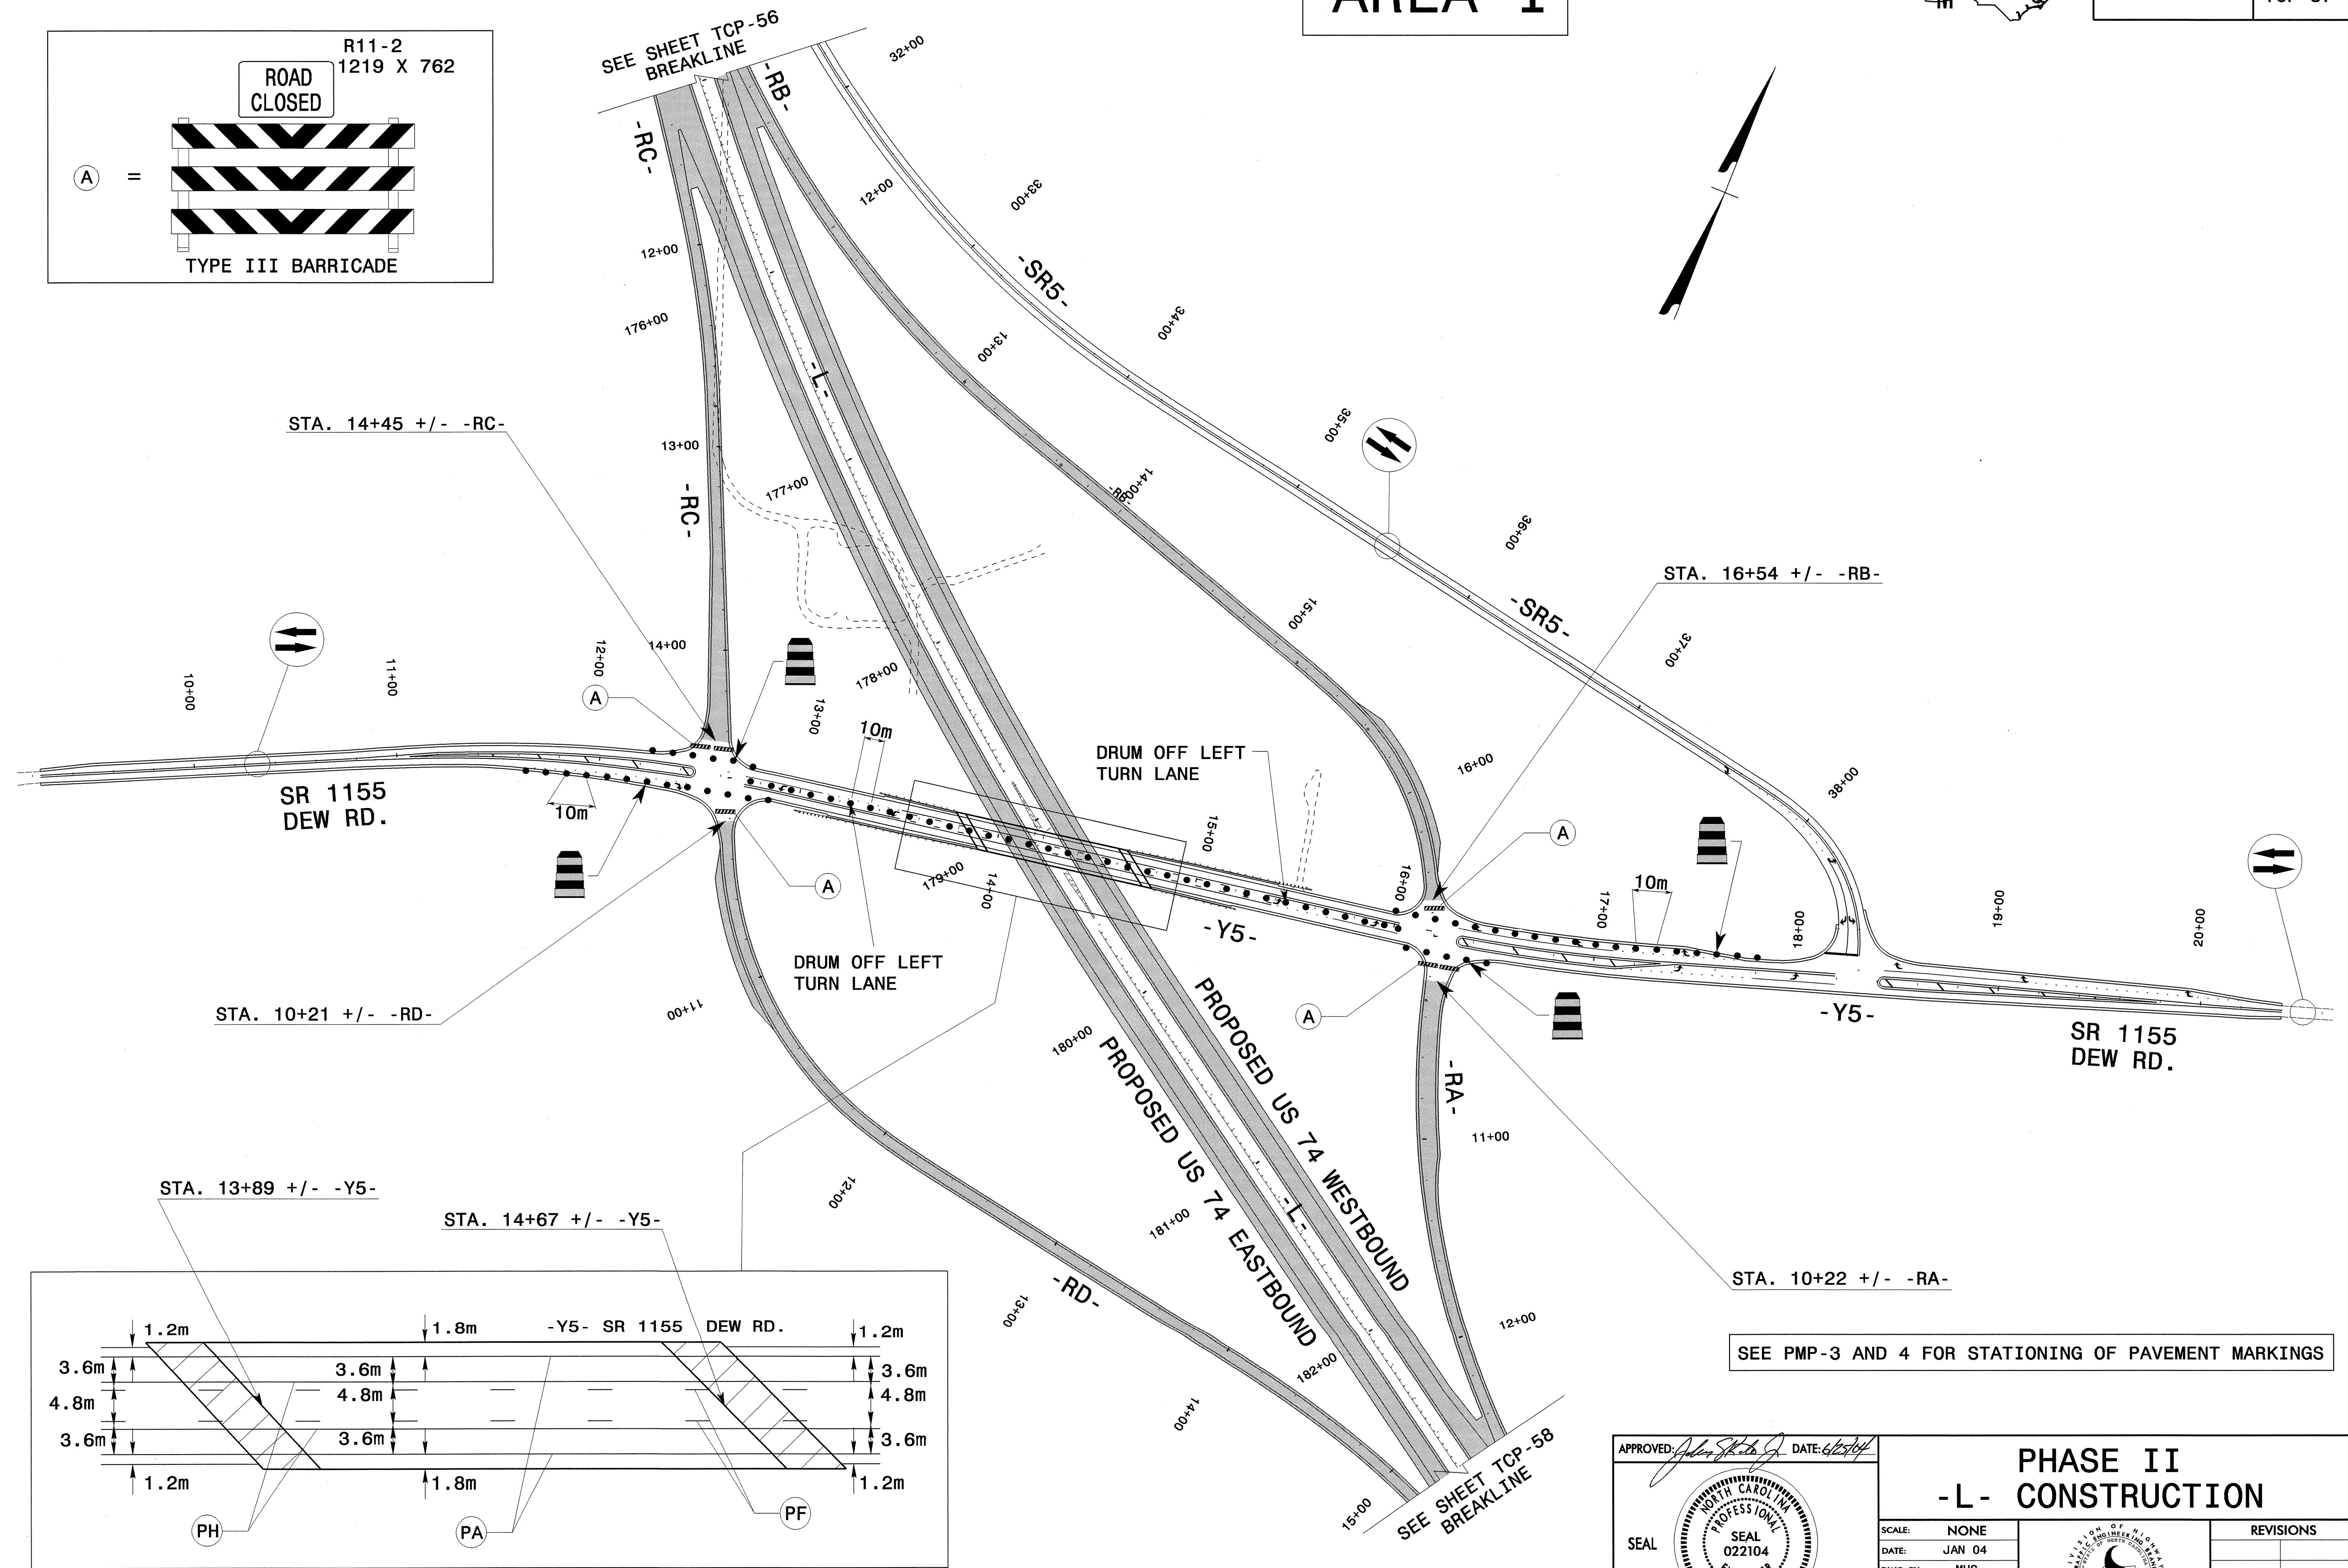 AREA 1
R11-2
1219 X 762
ROAD
CLOSED
A =
TYPE III BARRICADE
SEE SHEET TCP-56
BREAKLINE
-RB-
-RC-
32+00
12+00
33+00
12+00
-SR5-
176+00
34+00
13+00
-L-
35+00
STA. 14+45 +/- -RC-
13+00
177+00
-RC-
-RB-
14+00
36+00
STA. 16+54 +/- -RB-
15+00
-SR5-
37+00
10+00
11+00
12+00
14+00
178+00
A
13+00
10m
DRUM OFF LEFT
TURN LANE
16+00
38+00
SR 1155
DEW RD.
10m
15+00
A
A
179+00
14+00
16+00
10m
17+00
18+00
19+00
20+00
-Y5-
DRUM OFF LEFT
TURN LANE
STA. 10+21 +/- -RD-
11+00
A
180+00
PROPOSED US 74 WESTBOUND
PROPOSED US 74 EASTBOUND
-Y5-
SR 1155
DEW RD.
-RA-
11+00
12+00
181+00
-L-
STA. 13+89 +/- -Y5-
STA. 14+67 +/- -Y5-
-RD-
13+00
STA. 10+22 +/- -RA-
12+00
182+00
14+00
SEE PMP-3 AND 4 FOR STATIONING OF PAVEMENT MARKINGS
1.2m
1.8m
-Y5- SR 1155 DEW RD.
1.2m
3.6m
3.6m
3.6m
4.8m
4.8m
4.8m
3.6m
3.6m
3.6m
1.2m
1.8m
1.2m
PH
PA
PF
15+00
SEE SHEET TCP-58
BREAKLINE
APPROVED:
DATE: 6/25/04
SEAL
NORTH CAROLINA
PROFESSIONAL
SEAL
022104
PHASE II
-L- CONSTRUCTION
SCALE: NONE
DATE: JAN 04
REVISIONS